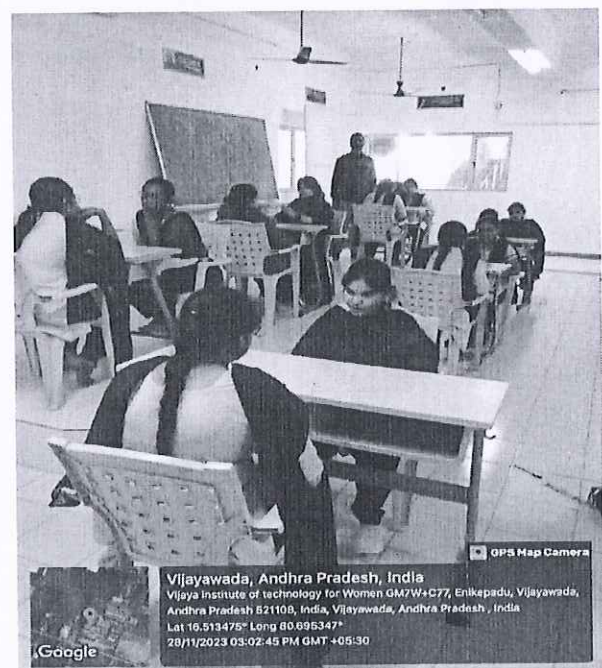 GPS Map Camera
Vijayawada, Andhra Pradesh, India
Vijaya institute of technology for Women GM7W+C77, Enikepadu, Vijayawada,
Andhra Pradesh 521108, India, Vijayawada, Andhra Pradesh , India
Lat 16.513475° Long 80.695347°
28/11/2023 03:02:45 PM GMT +05:30
Google